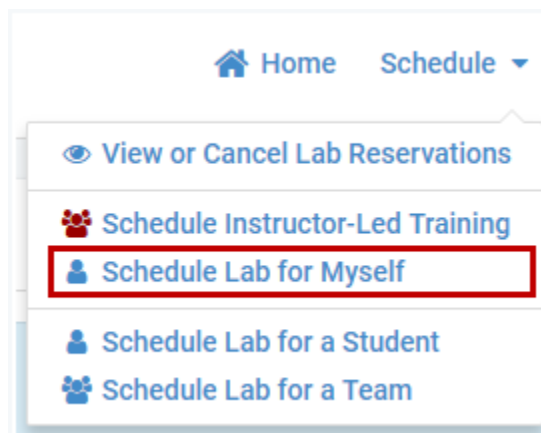 Home Schedule
View or Cancel Lab Reservations
Schedule Instructor-Led Training
Schedule Lab for Myself
Schedule Lab for a Student
Schedule Lab for a Team